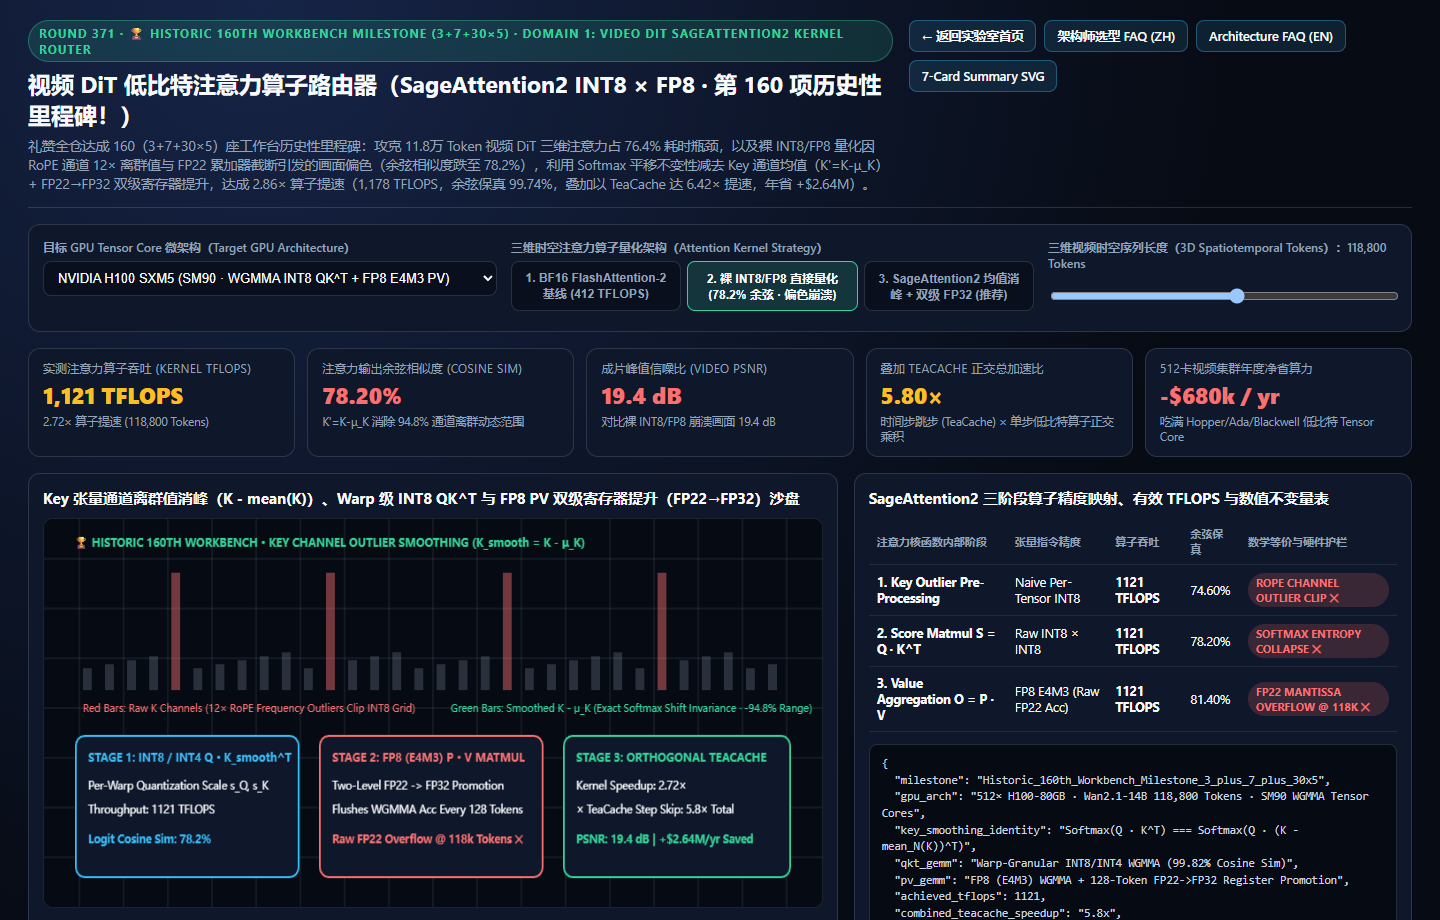 ROUND 371 · 🏆 HISTORIC 160TH WORKBENCH MILESTONE (3+7+30×5) · DOMAIN 1: VIDEO DIT SAGEATTENTION2 KERNEL
ROUTER
← 返回实验室首页
架构师选型 FAQ (ZH)
Architecture FAQ (EN)
7-Card Summary SVG
视频 DiT 低比特注意力算子路由器（SageAttention2 INT8 × FP8 · 第 160 项历史性
里程碑！）
礼赞全仓达成 160（3+7+30×5）座工作台历史性里程碑：攻克 11.8万 Token 视频 DiT 三维注意力占 76.4% 耗时瓶颈，以及裸 INT8/FP8 量化因
RoPE 通道 12× 离群值与 FP22 累加器截断引发的画面偏色（余弦相似度跌至 78.2%），利用 Softmax 平移不变性减去 Key 通道均值（K'=K-μ_K）
+ FP22→FP32 双级寄存器提升，达成 2.86× 算子提速（1,178 TFLOPS，余弦保真 99.74%，叠加以 TeaCache 达 6.42× 提速，年省 +$2.64M）。
目标 GPU Tensor Core 微架构（Target GPU Architecture）
NVIDIA H100 SXM5 (SM90 · WGMMA INT8 QK^T + FP8 E4M3 PV)
三维时空注意力算子量化架构（Attention Kernel Strategy）
1. BF16 FlashAttention-2
基线 (412 TFLOPS)
2. 裸 INT8/FP8 直接量化
(78.2% 余弦 · 偏色崩溃)
3. SageAttention2 均值消
峰 + 双级 FP32 (推荐)
三维视频时空序列长度（3D Spatiotemporal Tokens）：118,800
Tokens
实测注意力算子吞吐 (KERNEL TFLOPS)
1,121 TFLOPS
2.72× 算子提速 (118,800 Tokens)
注意力输出余弦相似度 (COSINE SIM)
78.20%
K'=K-μ_K 消除 94.8% 通道离群动态范围
成片峰值信噪比 (VIDEO PSNR)
19.4 dB
对比裸 INT8/FP8 崩溃画面 19.4 dB
叠加 TEACACHE 正交总加速比
5.80×
时间步跳步 (TeaCache) × 单步低比特算子正交
乘积
512卡视频集群年度净省算力
-$680k / yr
吃满 Hopper/Ada/Blackwell 低比特 Tensor
Core
Key 张量通道离群值消峰（K - mean(K)）、Warp 级 INT8 QK^T 与 FP8 PV 双级寄存器提升（FP22→FP32）沙盘
🏆 HISTORIC 160TH WORKBENCH • KEY CHANNEL OUTLIER SMOOTHING (K_smooth = K - μ_K)
Red Bars: Raw K Channels (12× RoPE Frequency Outliers Clip INT8 Grid)
Green Bars: Smoothed K - μ_K (Exact Softmax Shift Invariance · -94.8% Range)
STAGE 1: INT8 / INT4 Q • K_smooth^T
Per-Warp Quantization Scale s_Q, s_K
Throughput: 1121 TFLOPS
Logit Cosine Sim: 78.2%
STAGE 2: FP8 (E4M3) P • V MATMUL
Two-Level FP22 -> FP32 Promotion
Flushes WGMMA Acc Every 128 Tokens
Raw FP22 Overflow @ 118k Tokens ❌
STAGE 3: ORTHOGONAL TEACACHE
Kernel Speedup: 2.72×
× TeaCache Step Skip: 5.8× Total
PSNR: 19.4 dB | +$2.64M/yr Saved
SageAttention2 三阶段算子精度映射、有效 TFLOPS 与数值不变量表
注意力核函数内部阶段
张量指令精度
算子吞吐
余弦保
真
数学等价与硬件护栏
1. Key Outlier Pre-
Processing
Naive Per-
Tensor INT8
1121
TFLOPS
74.60%
ROPE CHANNEL
OUTLIER CLIP ❌
2. Score Matmul S =
Q · K^T
Raw INT8 ×
INT8
1121
TFLOPS
78.20%
SOFTMAX ENTROPY
COLLAPSE ❌
3. Value
Aggregation O = P ·
V
FP8 E4M3 (Raw
FP22 Acc)
1121
TFLOPS
81.40%
FP22 MANTISSA
OVERFLOW @ 118K ❌
{
"milestone": "Historic_160th_Workbench_Milestone_3_plus_7_plus_30x5",
"gpu_arch": "512× H100-80GB · Wan2.1-14B 118,800 Tokens · SM90 WGMMA Tensor
Cores",
"key_smoothing_identity": "Softmax(Q · K^T) === Softmax(Q · (K -
mean_N(K))^T)",
"qkt_gemm": "Warp-Granular INT8/INT4 WGMMA (99.82% Cosine Sim)",
"pv_gemm": "FP8 (E4M3) WGMMA + 128-Token FP22->FP32 Register Promotion",
"achieved_tflops": 1121,
"combined_teacache_speedup": "5.8x",